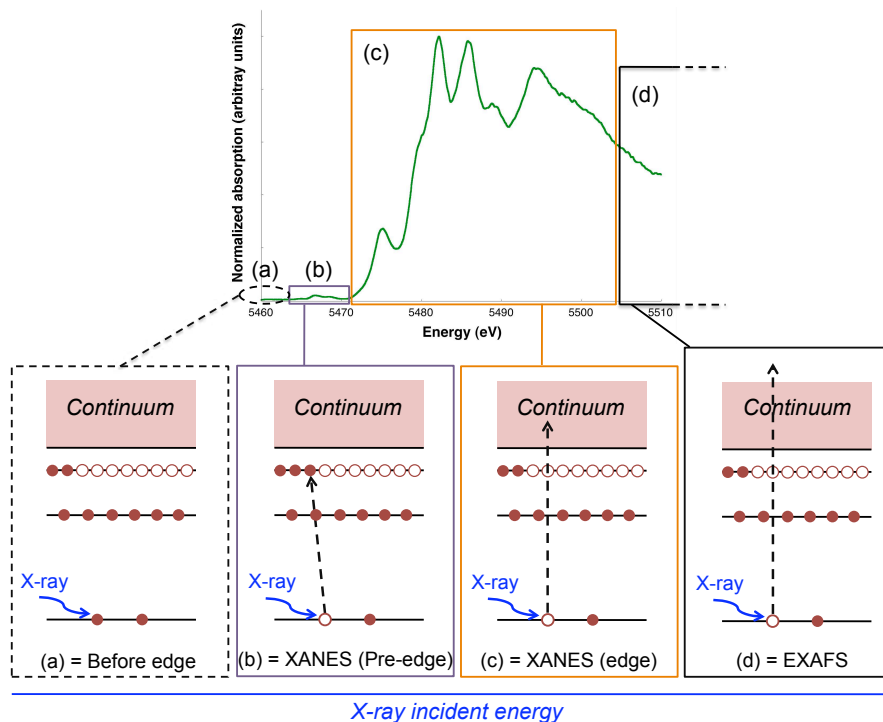 Normalized absorption (arbitray units)
(a)
(b)
(c)
(d)
5460
5470
5480
5490
5500
5510
Energy (eV)
Continuum
X-ray
(a) = Before edge
Continuum
X-ray
(b) = XANES (Pre-edge)
Continuum
X-ray
(c) = XANES (edge)
Continuum
X-ray
(d) = EXAFS
X-ray incident energy